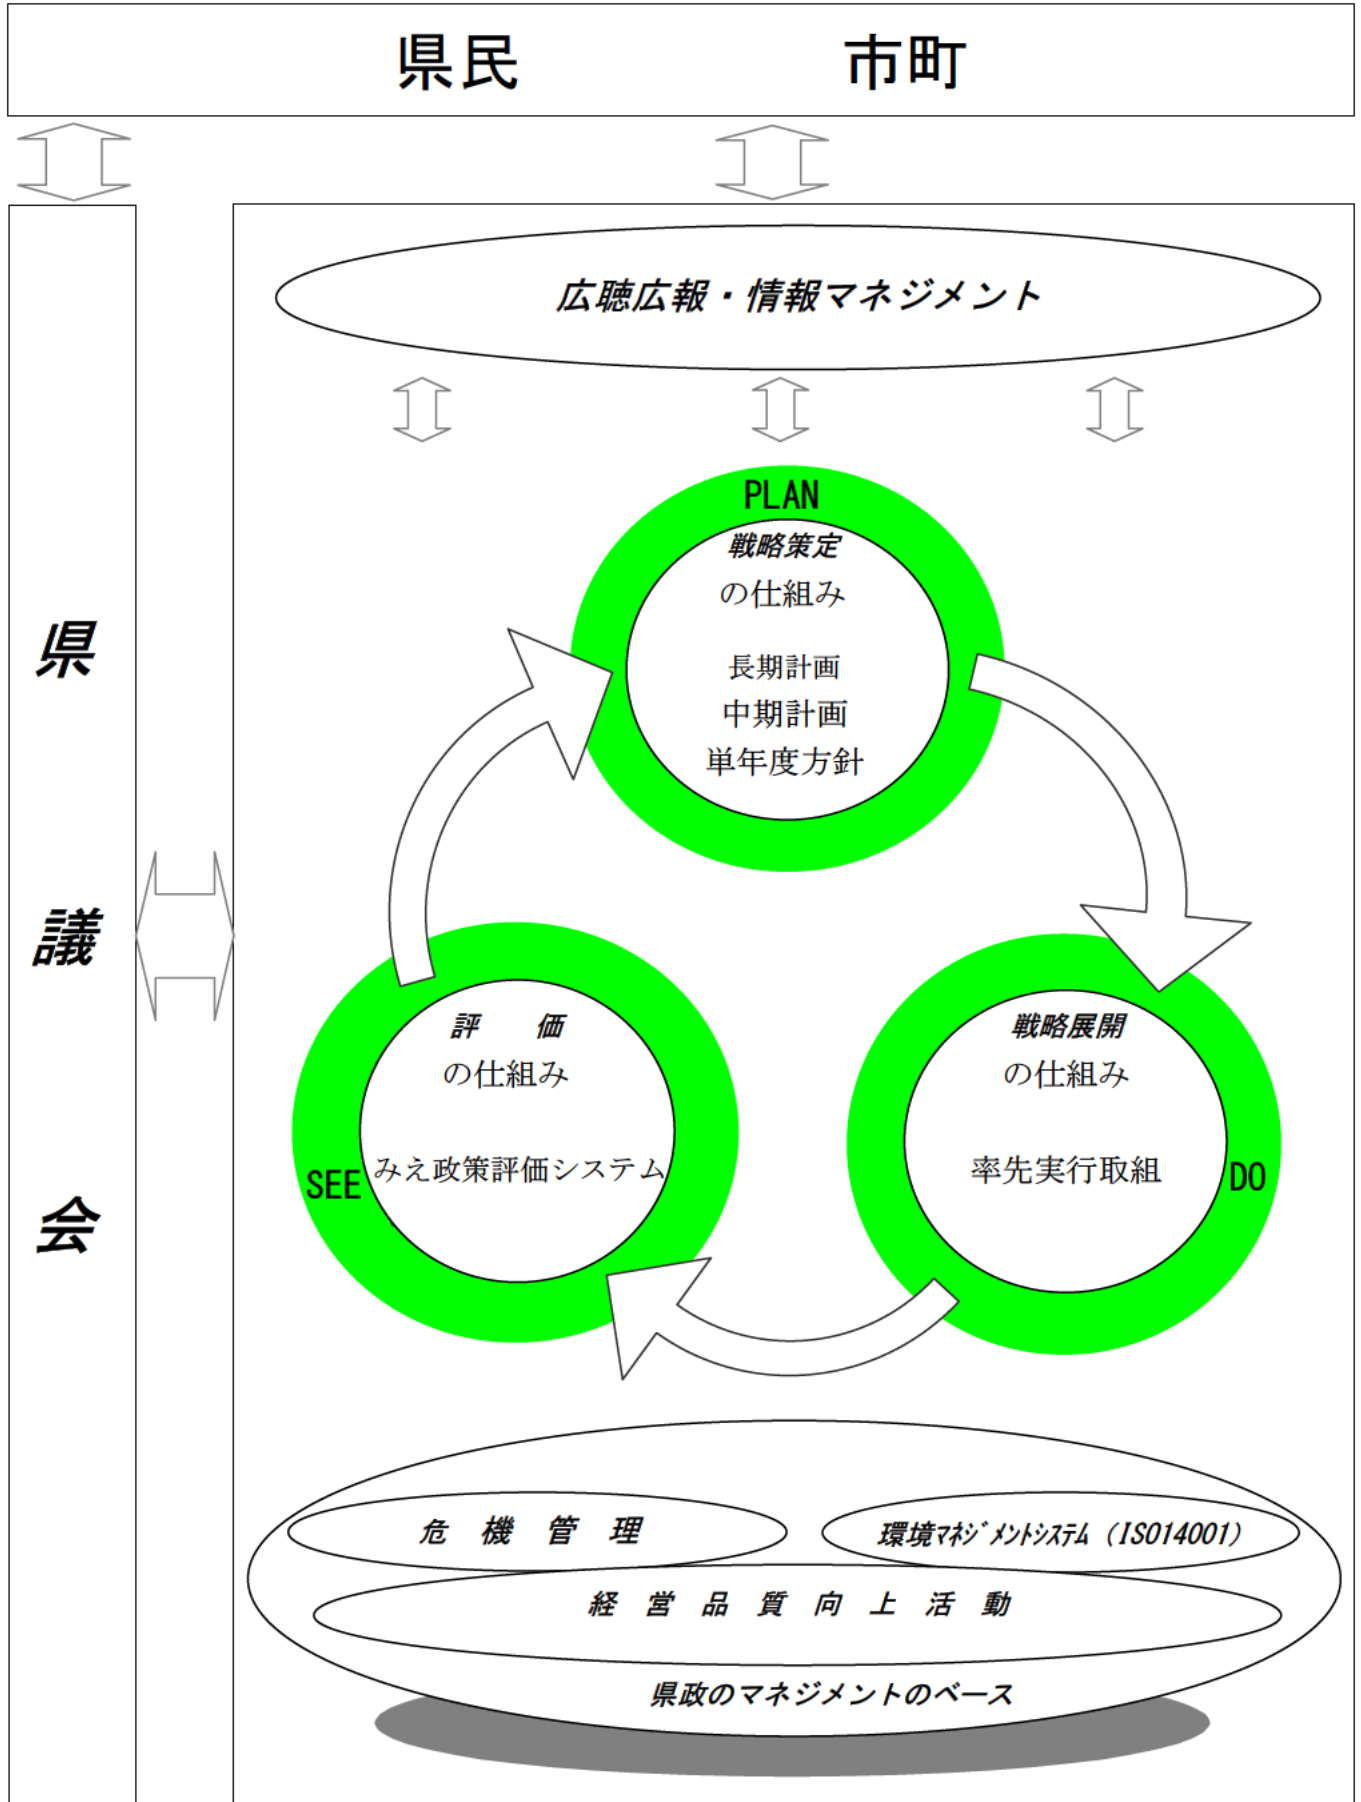 県民 市町
県議会
広聴広報・情報マネジメント
PLAN
戦略策定
の仕組み
長期計画
中期計画
単年度方針
評 価
の仕組み
みえ政策評価システム
SEE
戦略展開
の仕組み
率先実行取組
DO
危 機 管 理
環境ﾏﾈｼﾞﾒﾝﾄｼｽﾃﾑ（ISO14001）
経 営 品 質 向 上 活 動
県政のマネジメントのベース